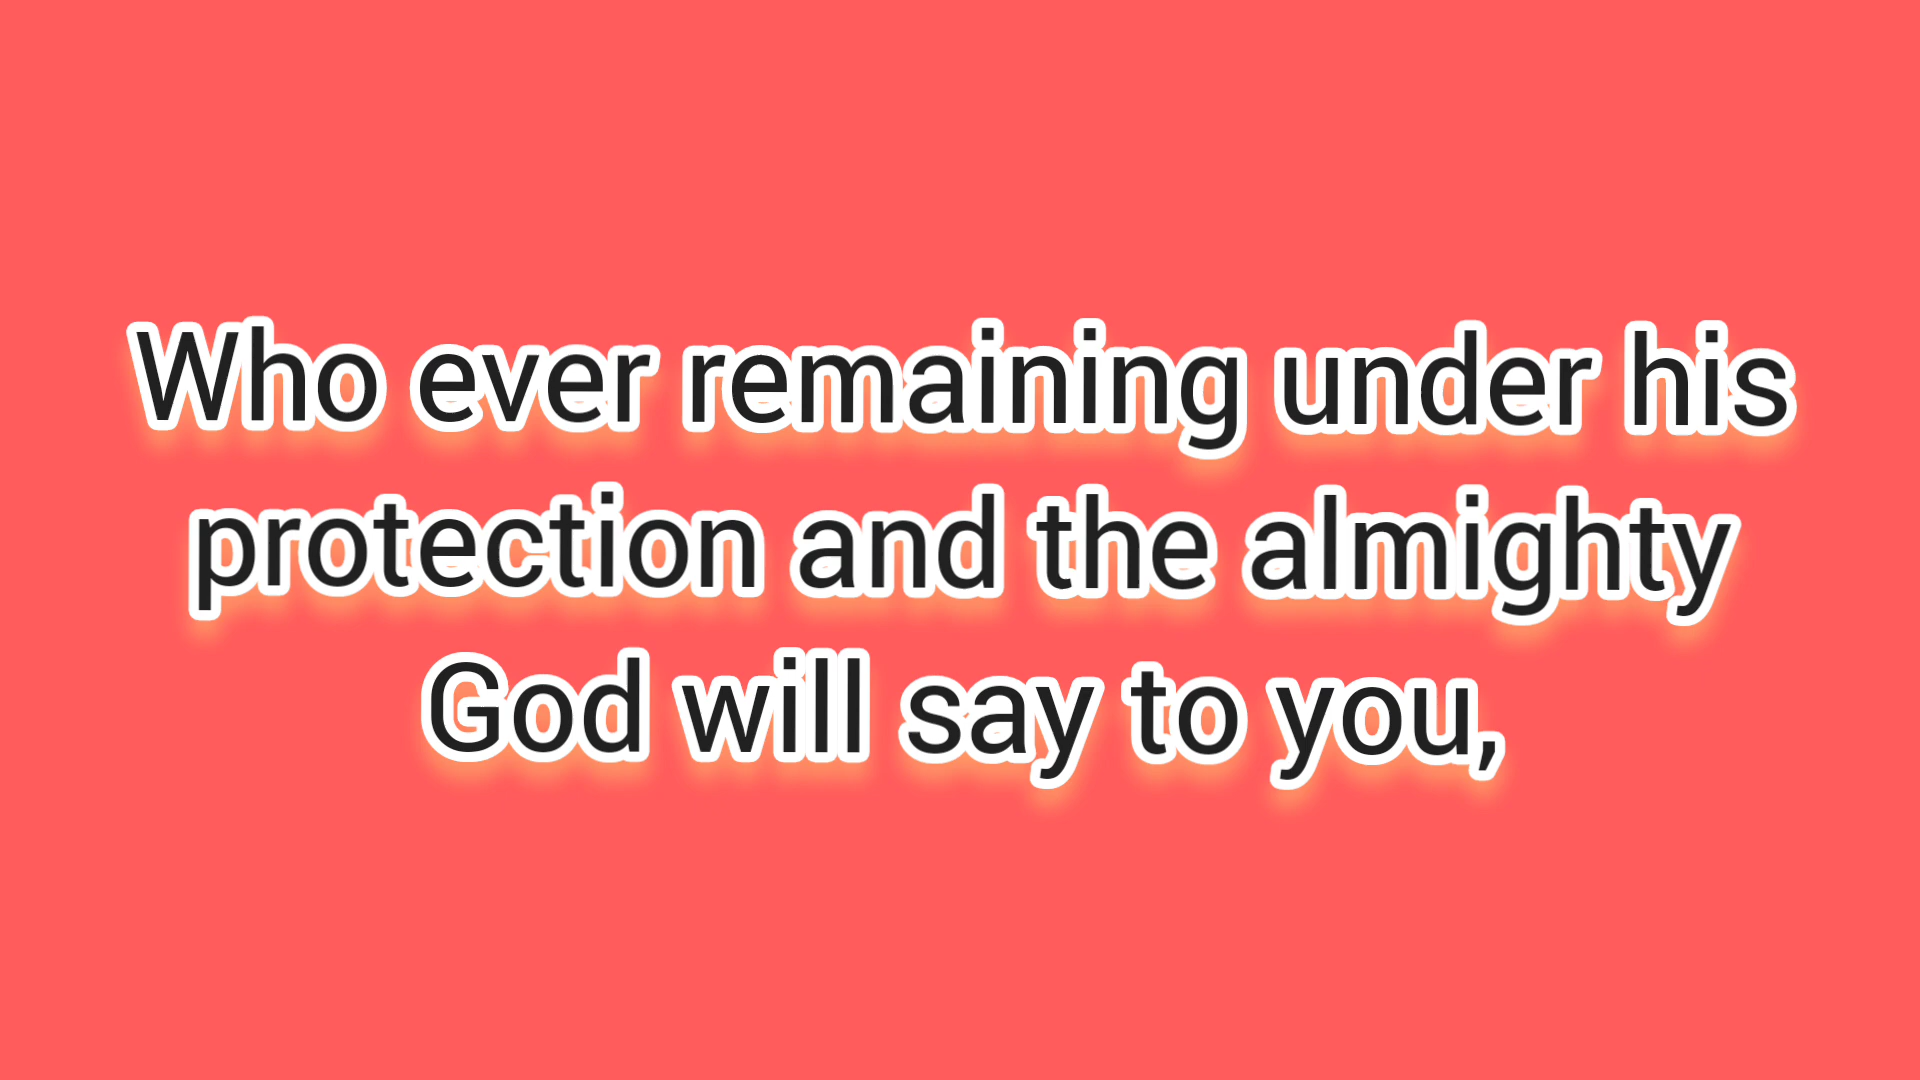 Who ever remaining under his
protection and the almighty
God will say to you,